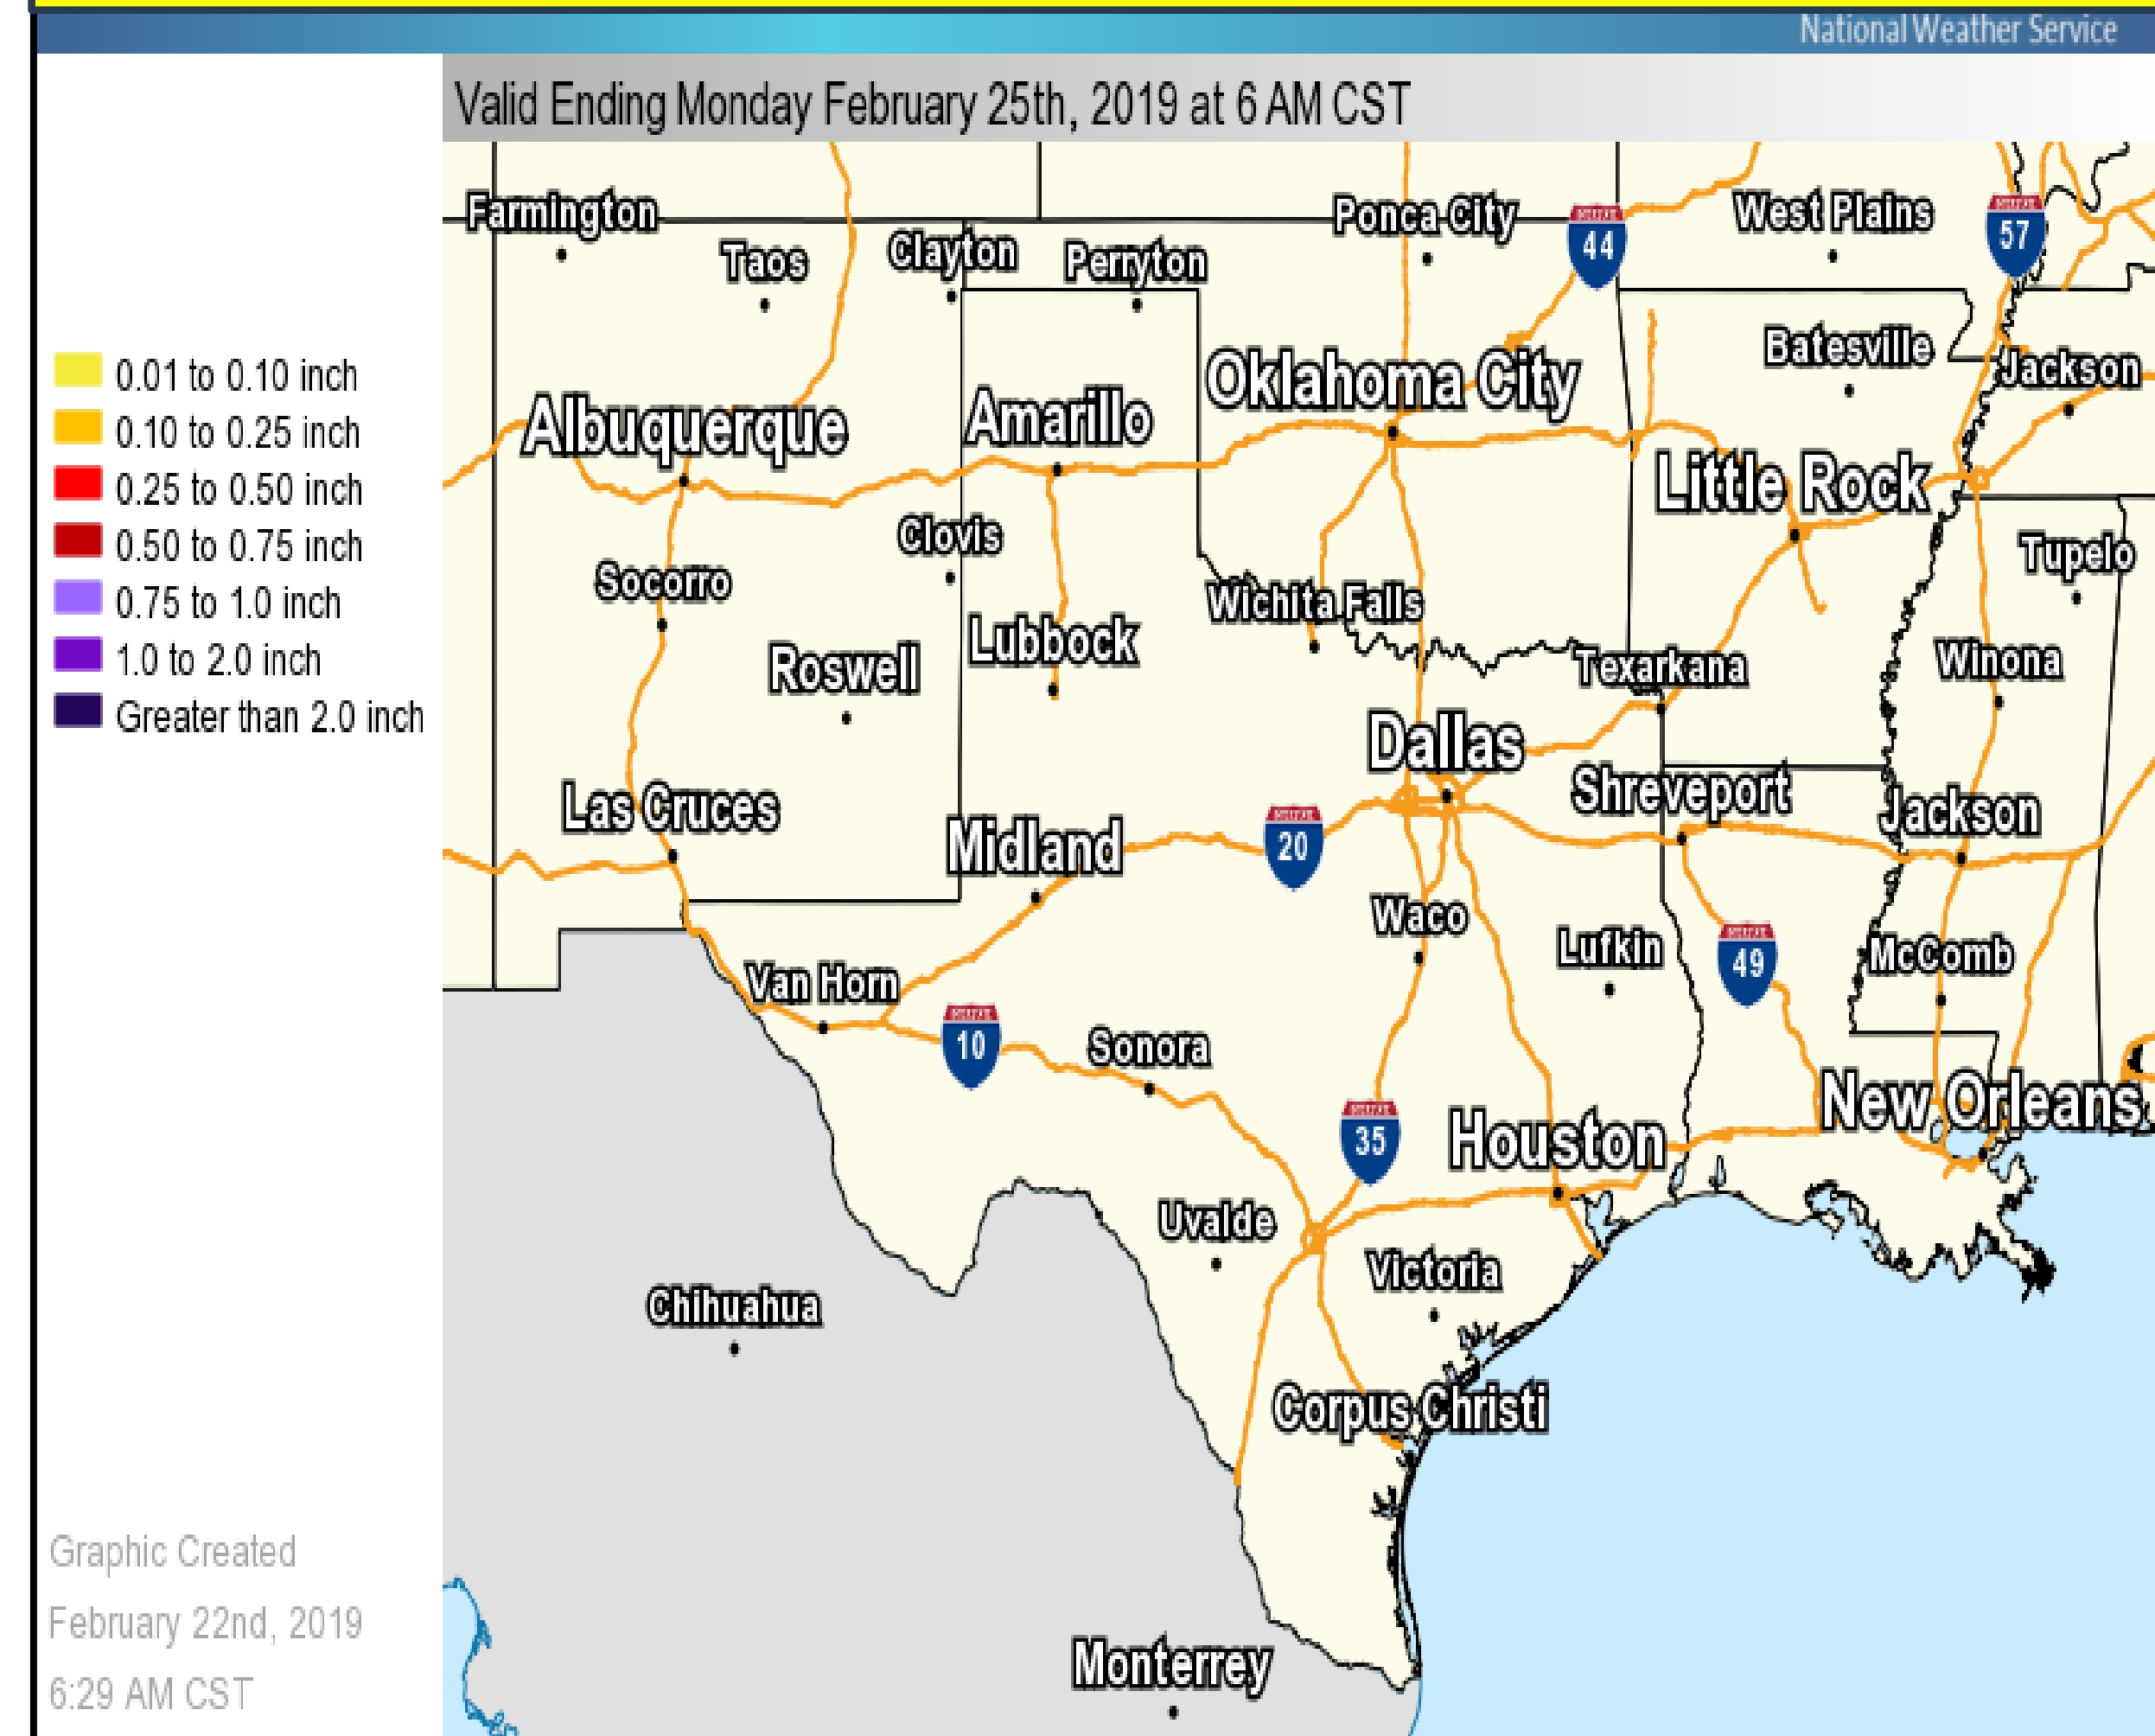 National Weather Service
Valid Ending Monday February 25th, 2019 at 6 AM CST
Farmington
Taos
Clayton
Perryton
Ponca City
44
West Plains
57
0.01 to 0.10 inch
0.10 to 0.25 inch
0.25 to 0.50 inch
0.50 to 0.75 inch
0.75 to 1.0 inch
1.0 to 2.0 inch
Greater than 2.0 inch
Batesville
Jackson
Oklahoma City
Albuquerque
Amarillo
Little Rock
Clovis
Tupelo
Socorro
Wichita Falls
Roswell
Lubbock
Texarkana
Winona
Dallas
Las Cruces
Shreveport
Jackson
Midland
20
Waco
Lufkin
49
McComb
Van Horn
10
Sonora
New Orleans
35
Houston
Uvalde
Victoria
Chihuahua
Corpus Christi
Monterrey
Graphic Created
February 22nd, 2019
6:29 AM CST